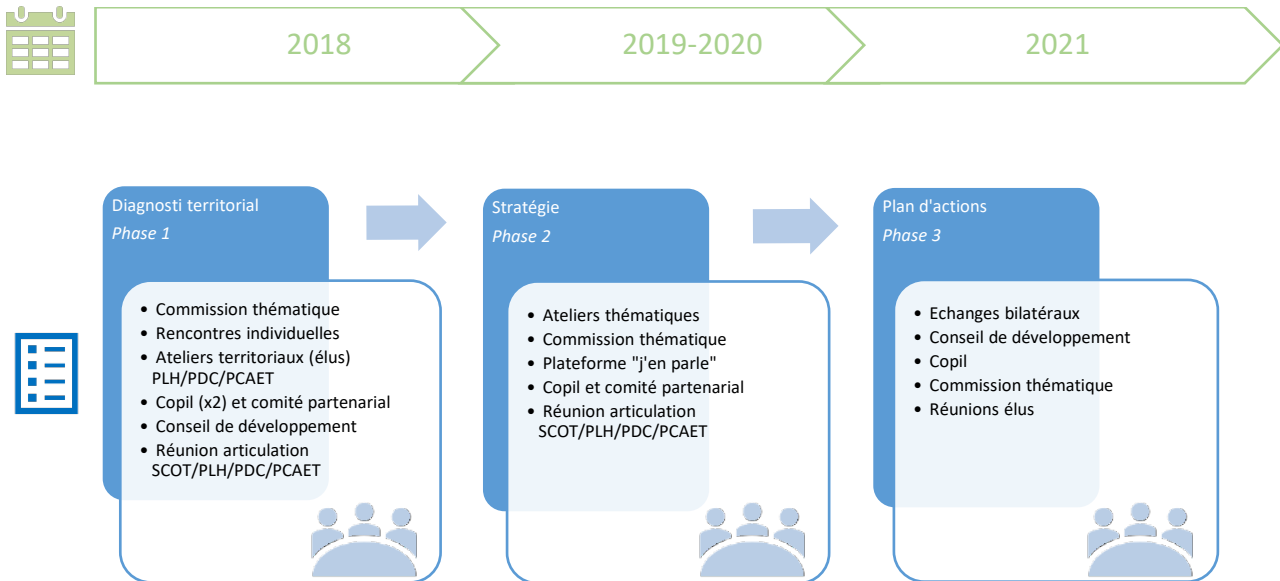 2018
2019-2020
2021
Diagnosti territorial
Phase 1
• Commission thématique
• Rencontres individuelles
• Ateliers territoriaux (élus)
PLH/PDC/PCAET
• Copil (x2) et comité partenarial
• Conseil de développement
• Réunion articulation
SCOT/PLH/PDC/PCAET
Stratégie
Phase 2
• Ateliers thématiques
• Commission thématique
• Plateforme "j'en parle"
• Copil et comité partenarial
• Réunion articulation
SCOT/PLH/PDC/PCAET
Plan d'actions
Phase 3
• Echanges bilatéraux
• Conseil de développement
• Copil
• Commission thématique
• Réunions élus